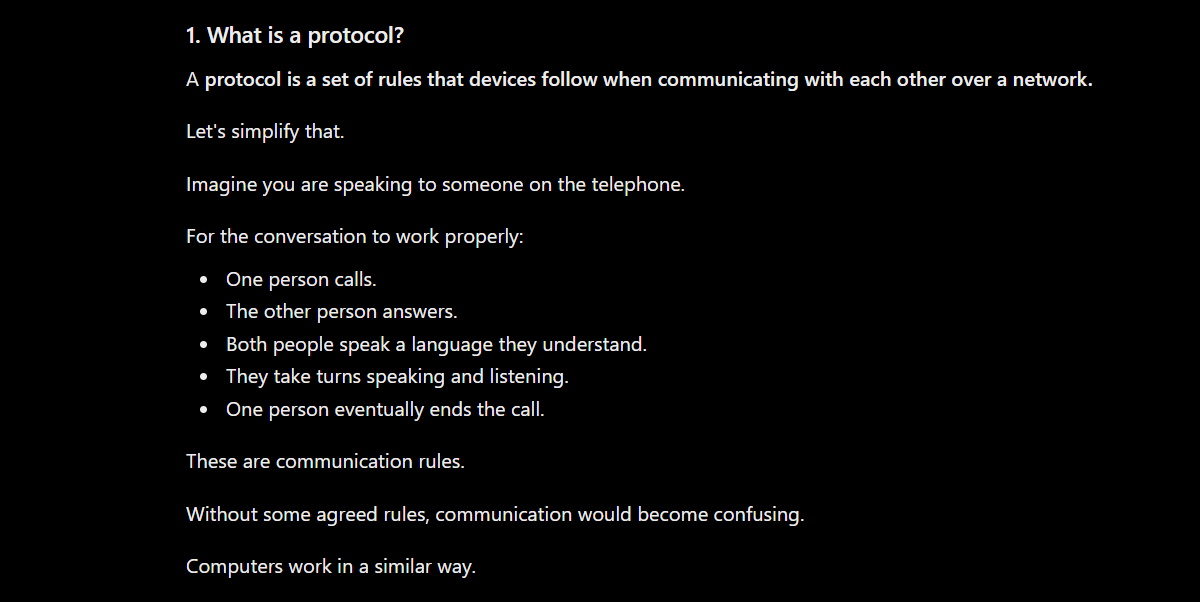 1. What is a protocol?
A protocol is a set of rules that devices follow when communicating with each other over a network.
Let's simplify that.
Imagine you are speaking to someone on the telephone.
For the conversation to work properly:
• One person calls.
• The other person answers.
• Both people speak a language they understand.
• They take turns speaking and listening.
• One person eventually ends the call.
These are communication rules.
Without some agreed rules, communication would become confusing.
Computers work in a similar way.